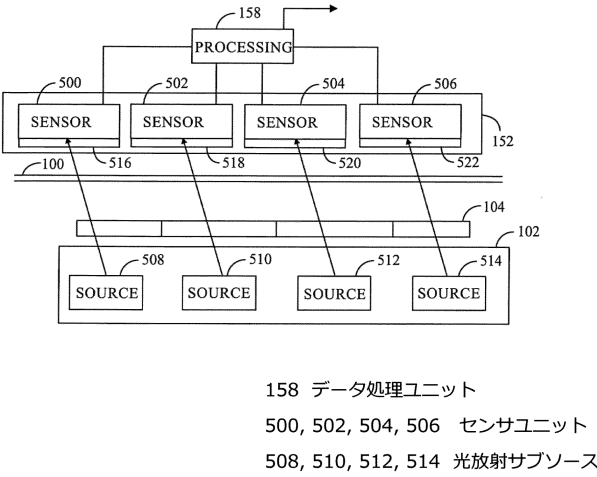 158
PROCESSING
500
502
504
506
SENSOR
SENSOR
SENSOR
SENSOR
152
516
518
520
522
100
104
102
508
510
512
514
SOURCE
SOURCE
SOURCE
SOURCE
158 データ処理ユニット
500, 502, 504, 506 センサユニット
508, 510, 512, 514 光放射サブソース